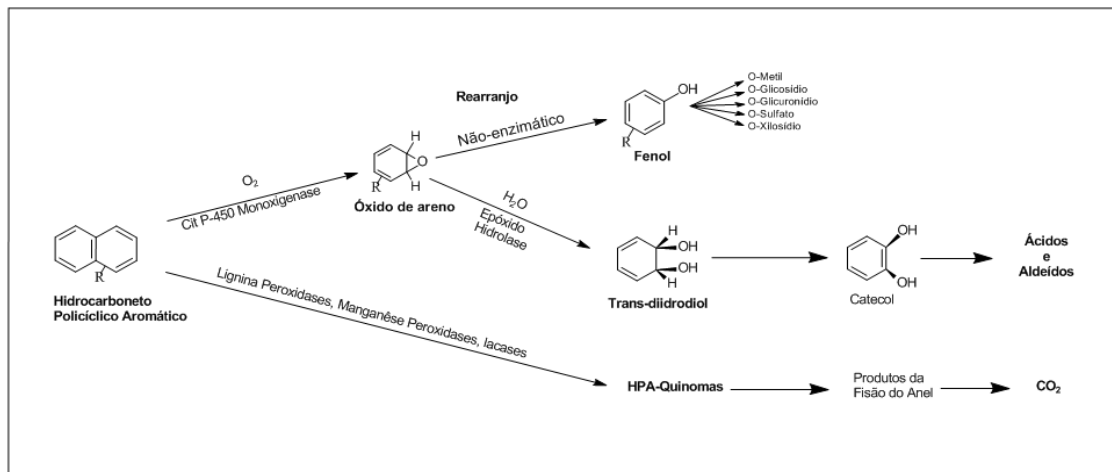 O-Metil
O-Glicosídio
O-Glicuronídio
O-Sulfato
O-Xilosídio
OH
Rearranjo
Não-enzimático
R
Fenol
H
O
H
R
Óxido de areno
O₂
Cit P-450 Monoxigenase
H₂O
Epóxido
Hidrolase
R
Hidrocarboneto
Policíclico Aromático
H
OH
OH
H
Trans-diidrodiol
OH
OH
Catecol
Ácidos
e
Aldeídos
Lignina Peroxidases, Manganêse Peroxidases, lacases
HPA-Quinomas
Produtos da
Fisão do Anel
CO₂